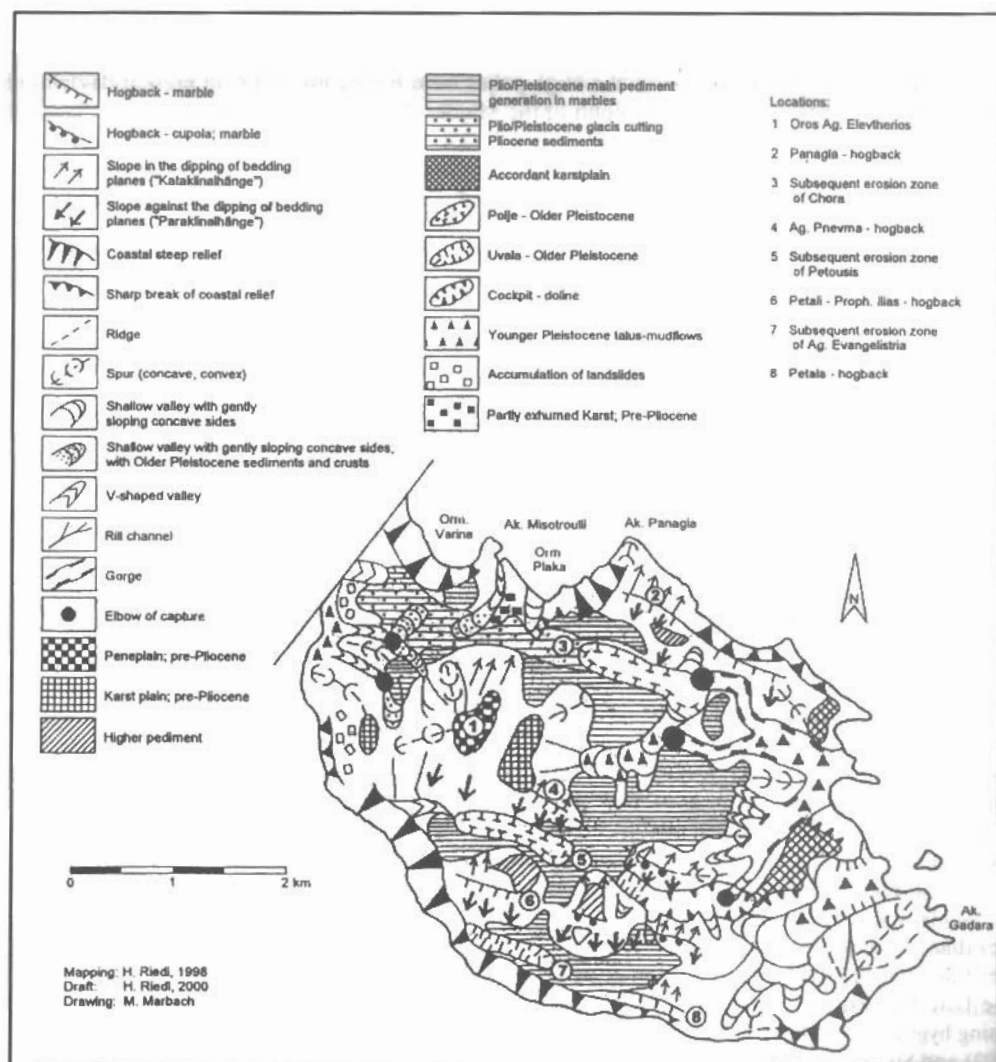 Hogback - marble
Hogback - cupola; marble
Slope in the dipping of bedding
planes ("Kataklinalhänge")
Slope against the dipping of bedding
planes ("Paraklinalhänge")
Coastal steep relief
Sharp break of coastal relief
Ridge
Spur (concave, convex)
Shallow valley with gently
sloping concave sides
Shallow valley with gently sloping concave sides,
with Older Pleistocene sediments and crusts
V-shaped valley
Rill channel
Gorge
Elbow of capture
Peneplain; pre-Pliocene
Karst plain; pre-Pliocene
Higher pediment
Plio/Pleistocene main pediment
generation in marbles
Plio/Pleistocene glacis cutting
Pliocene sediments
Accordant karstplain
Polje - Older Pleistocene
Uvala - Older Pleistocene
Cockpit - doline
Younger Pleistocene talus-mudflows
Accumulation of landslides
Partly exhumed Karst; Pre-Pliocene
Locations:
1 Oros Ag. Elevtherios
2 Panagia - hogback
3 Subsequent erosion zone
of Chora
4 Ag. Pnevma - hogback
5 Subsequent erosion zone
of Petousis
6 Petali - Proph. Ilias - hogback
7 Subsequent erosion zone
of Ag. Evangelistria
8 Petala - hogback
Orm.
Varina
Ak. Misotroulli
Orm
Plaka
Ak. Panagia
N
2
3
1
4
5
6
7
8
Ak.
Gadara
0 1 2 km
Mapping: H. Riedl, 1998
Draft: H. Riedl, 2000
Drawing: M. Marbach